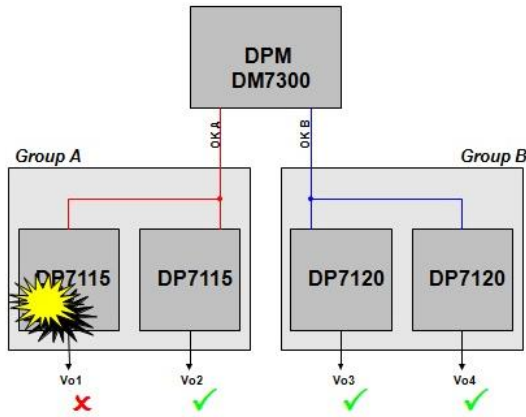 DPM
DM7300
OK A
OK B
Group A
Group B
DP7115
DP7115
DP7120
DP7120
Vo1
Vo2
Vo3
Vo4